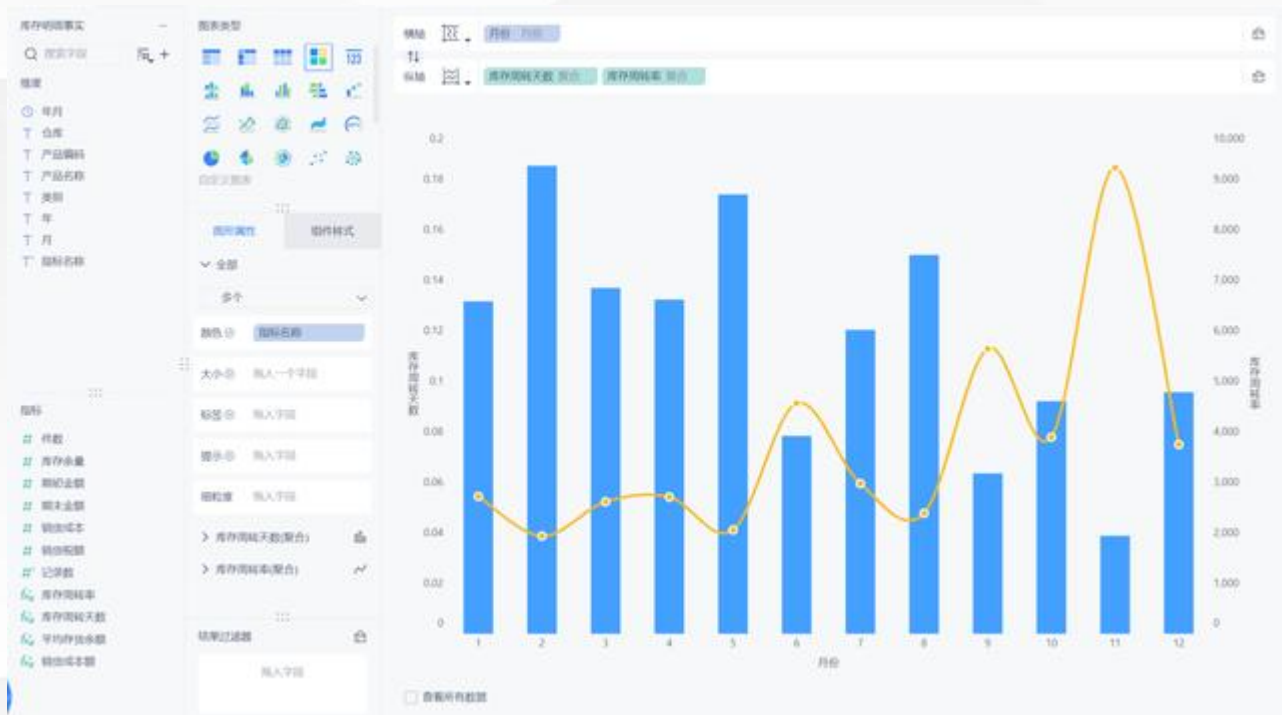 库存明细事实
搜索字段
维度
年月
仓库
产品编码
产品名称
类别
年
月
指标名称
指标
件数
库存余量
期初金额
期末金额
销售成本
销售税额
记录数
库存周转率
库存周转天数
平均存货余额
销售成本额
图表类型
123
自定义图表
图形属性
组件样式
全部
多个
颜色
指标名称
大小
拖入一个字段
标签
拖入字段
提示
拖入字段
细粒度
拖入字段
库存周转天数(聚合)
库存周转率(聚合)
结果过滤器
拖入字段
横轴
月份 月份
纵轴
库存周转天数 聚合
库存周转率 聚合
0.2
0.18
0.16
0.14
0.12
0.1
0.08
0.06
0.04
0.02
0
库存周转天数
10,000
9,000
8,000
7,000
6,000
5,000
4,000
3,000
2,000
1,000
0
库存周转率
1 2 3 4 5 6 7 8 9 10 11 12
月份
查看所有数据